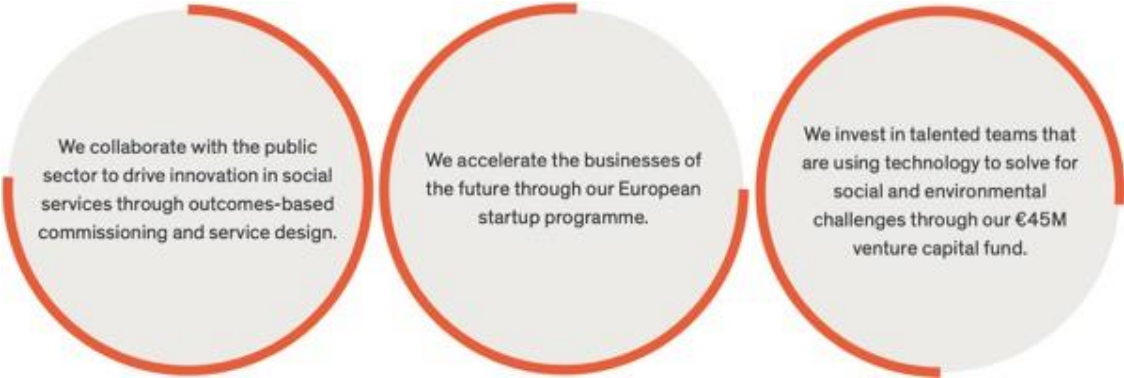 We collaborate with the public
sector to drive innovation in social
services through outcomes-based
commissioning and service design.
We accelerate the businesses of
the future through our European
startup programme.
We invest in talented teams that
are using technology to solve for
social and environmental
challenges through our €45M
venture capital fund.